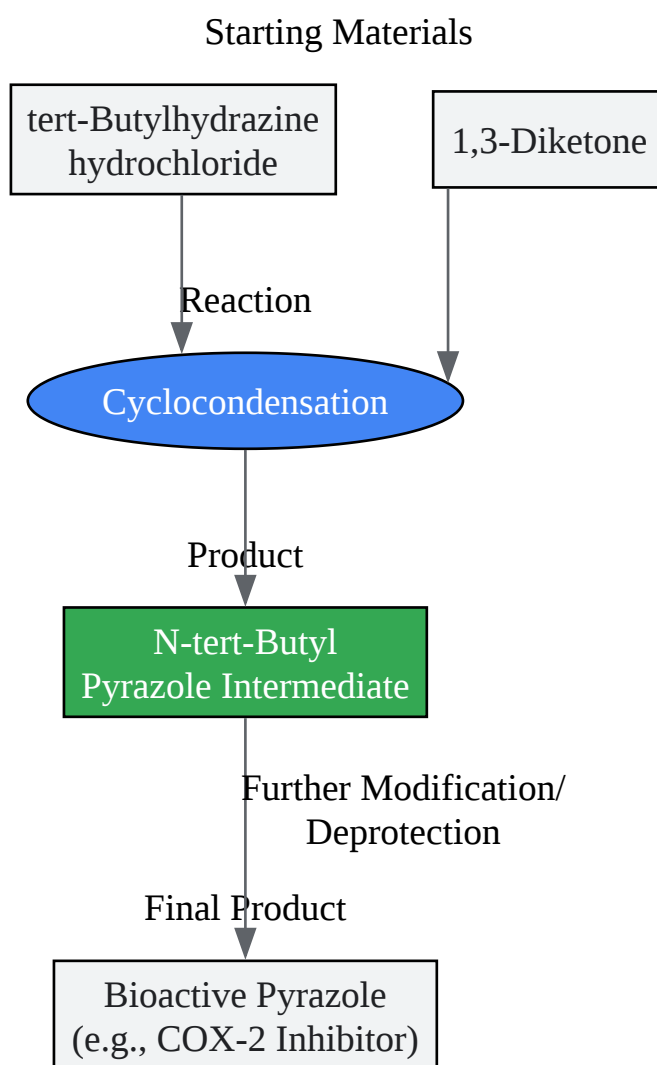 Starting Materials
tert-Butylhydrazine
hydrochloride
1,3-Diketone
Reaction
Cyclocondensation
Product
N-tert-Butyl
Pyrazole Intermediate
Further Modification/
Deprotection
Final Product
Bioactive Pyrazole
(e.g., COX-2 Inhibitor)